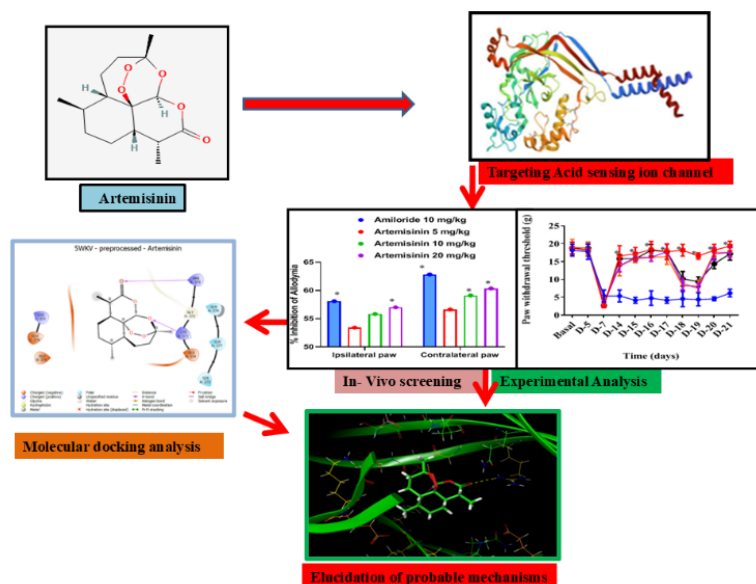 O
O
O
O
O
H
H
H
Artemisinin
Targeting Acid sensing ion channel
Amiloride 10 mg/kg
Artemisinin 5 mg/kg
Artemisinin 10 mg/kg
Artemisinin 20 mg/kg
% Inhibition of Allodynia
65
60
55
50
Ipsilateral paw
Contralateral paw
Paw withdrawal threshold (g)
25
20
15
10
5
0
Basal
D-5
D-7
D-14
D-15
D-16
D-17
D-18
D-19
D-20
D-21
Time (days)
5WKV - preprocessed - Artemisinin
In- Vivo screening
Experimental Analysis
Molecular docking analysis
Elucidation of probable mechanisms